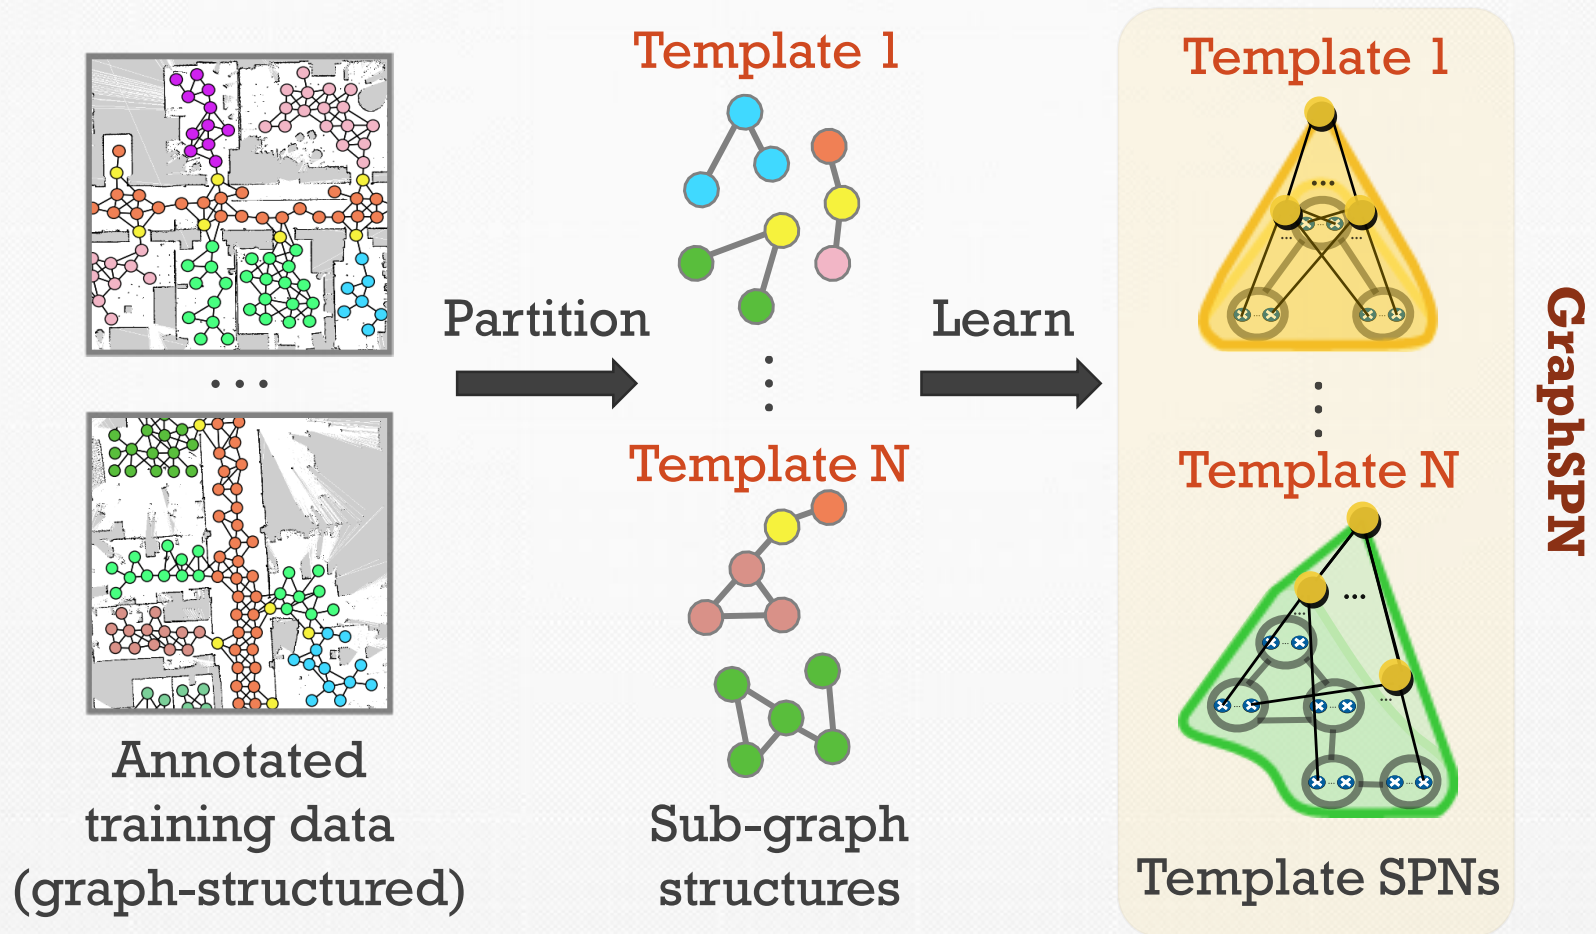 Template 1
Template 1
Partition
Learn
GraphSPN
Template N
Template N
Annotated
training data
(graph-structured)
Sub-graph
structures
Template SPNs